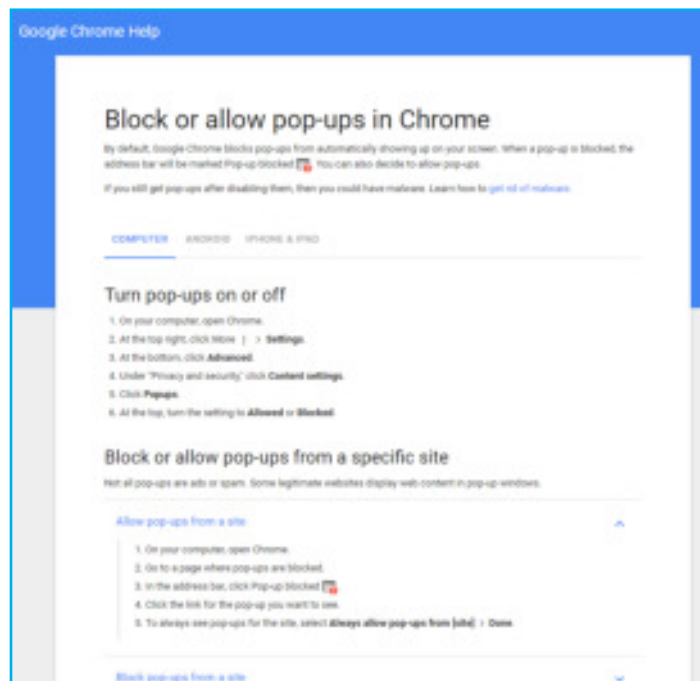 Google Chrome Help
Block or allow pop-ups in Chrome
By default, Google Chrome blocks pop-ups from automatically showing up on your screen. When a pop-up is blocked, the
address bar will be marked Pop-up blocked. You can also decide to allow pop-ups.
If you still get pop-ups after disabling them, then you could have malware. Learn how to get rid of malware.
COMPUTER ANDROID IPHONE & IPAD
Turn pop-ups on or off
1. On your computer, open Chrome.
2. At the top right, click More > Settings.
3. At the bottom, click Advanced.
4. Under "Privacy and security," click Content settings.
5. Click Popups.
6. At the top, turn the setting to Allowed or Blocked.
Block or allow pop-ups from a specific site
Not all pop-ups are ads or spam. Some legitimate websites display web content in pop-up windows.
Allow pop-ups from a site
1. On your computer, open Chrome.
2. Go to a page where pop-ups are blocked.
3. In the address bar, click Pop-up blocked
4. Click the link for the pop-up you want to see.
5. To always see pop-ups for the site, select Always allow pop-ups from [site] > Done.
Block pop-ups from a site